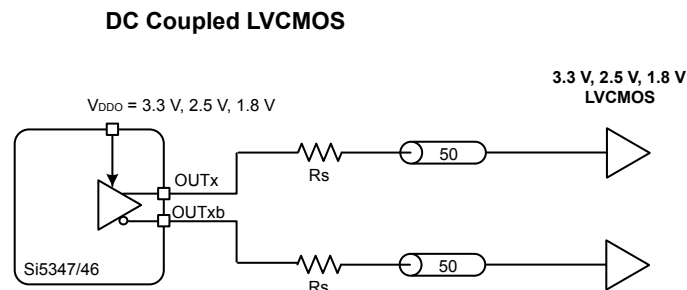 DC Coupled LVCMOS
3.3 V, 2.5 V, 1.8 V
LVCMOS
VDDO = 3.3 V, 2.5 V, 1.8 V
OUTx
Rs
50
OUTxb
Si5347/46
Rs
50